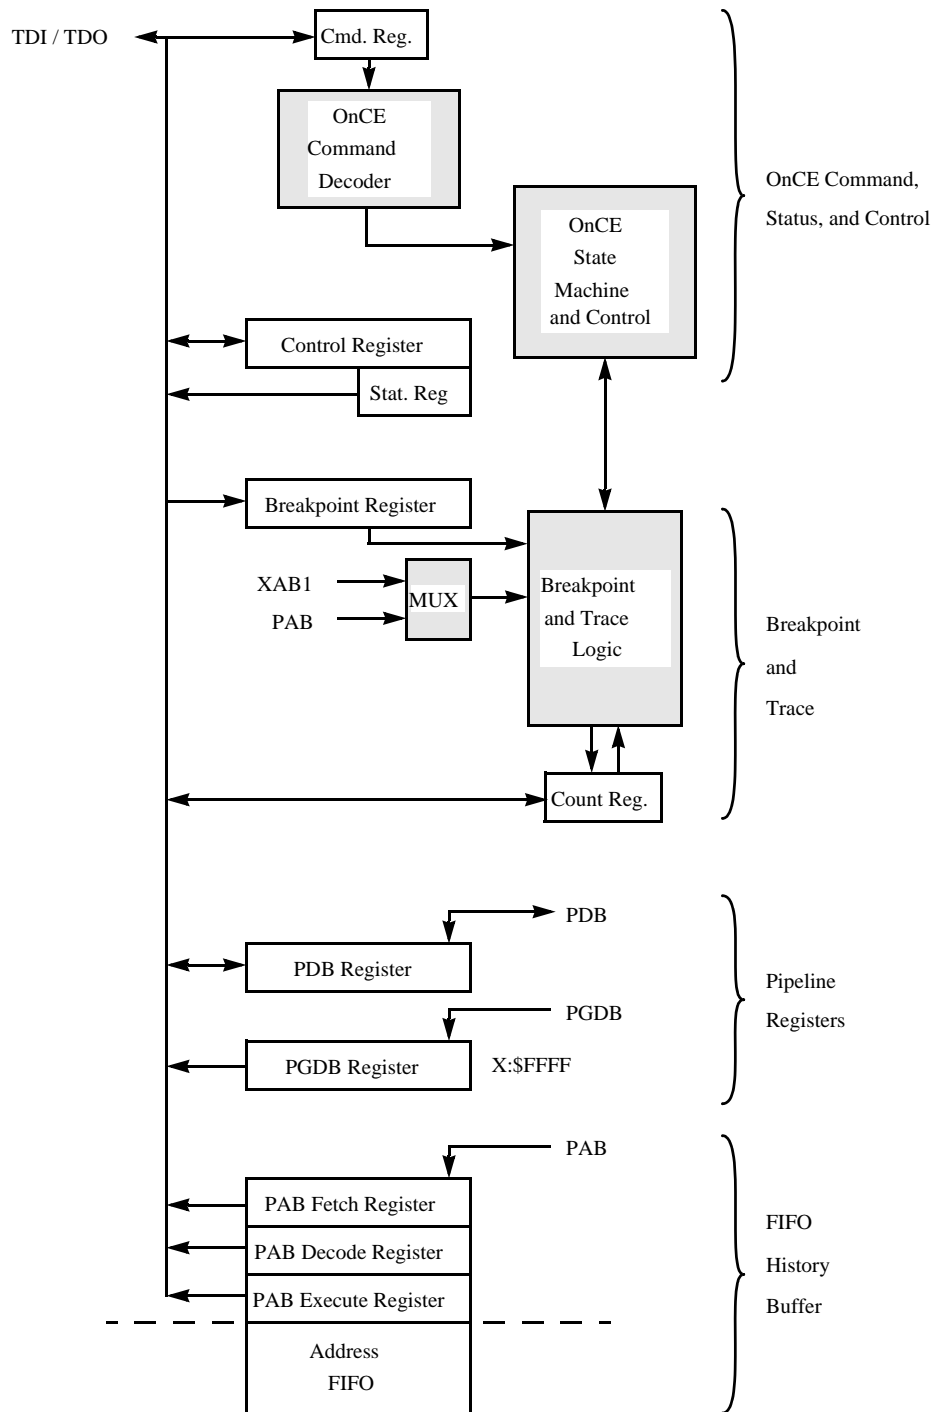 TDI / TDO
Cmd. Reg.
OnCE
Command
Decoder
OnCE
State
Machine
and Control
OnCE Command,
Status, and Control
Control Register
Stat. Reg
Breakpoint Register
XAB1
PAB
MUX
Breakpoint
and Trace
Logic
Breakpoint
and
Trace
Count Reg.
PDB
PDB Register
PGDB
PGDB Register
X:$FFFF
Pipeline
Registers
PAB
PAB Fetch Register
PAB Decode Register
PAB Execute Register
Address
FIFO
FIFO
History
Buffer